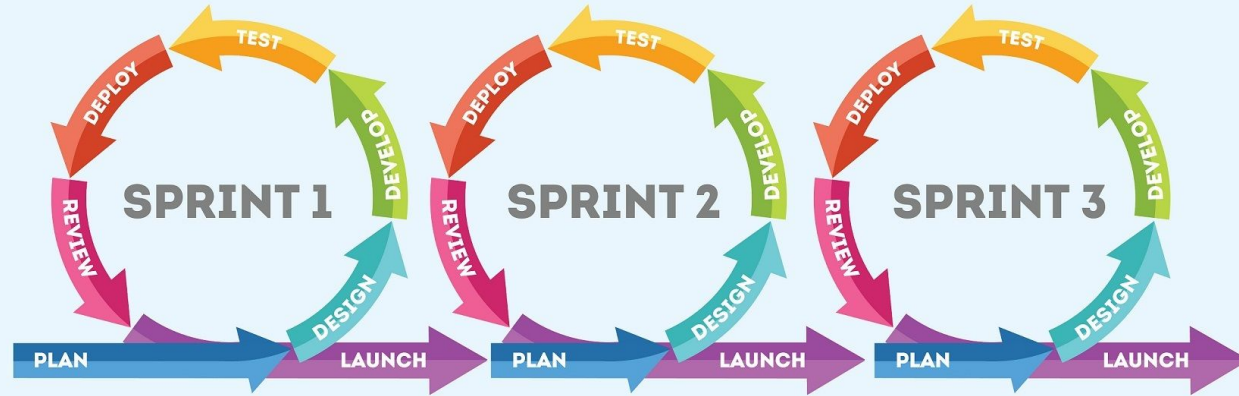 SPRINT 1
PLAN
DESIGN
DEVELOP
TEST
DEPLOY
REVIEW
LAUNCH
SPRINT 2
PLAN
DESIGN
DEVELOP
TEST
DEPLOY
REVIEW
LAUNCH
SPRINT 3
PLAN
DESIGN
DEVELOP
TEST
DEPLOY
REVIEW
LAUNCH